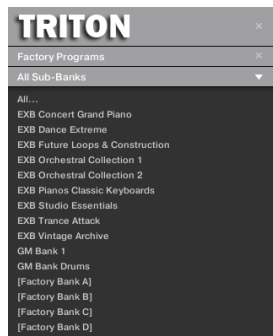 TRITON
Factory Programs
All Sub-Banks
All...
EXB Concert Grand Piano
EXB Dance Extreme
EXB Future Loops & Construction
EXB Orchestral Collection 1
EXB Orchestral Collection 2
EXB Pianos Classic Keyboards
EXB Studio Essentials
EXB Trance Attack
EXB Vintage Archive
GM Bank 1
GM Bank Drums
[Factory Bank A]
[Factory Bank B]
[Factory Bank C]
[Factory Bank D]